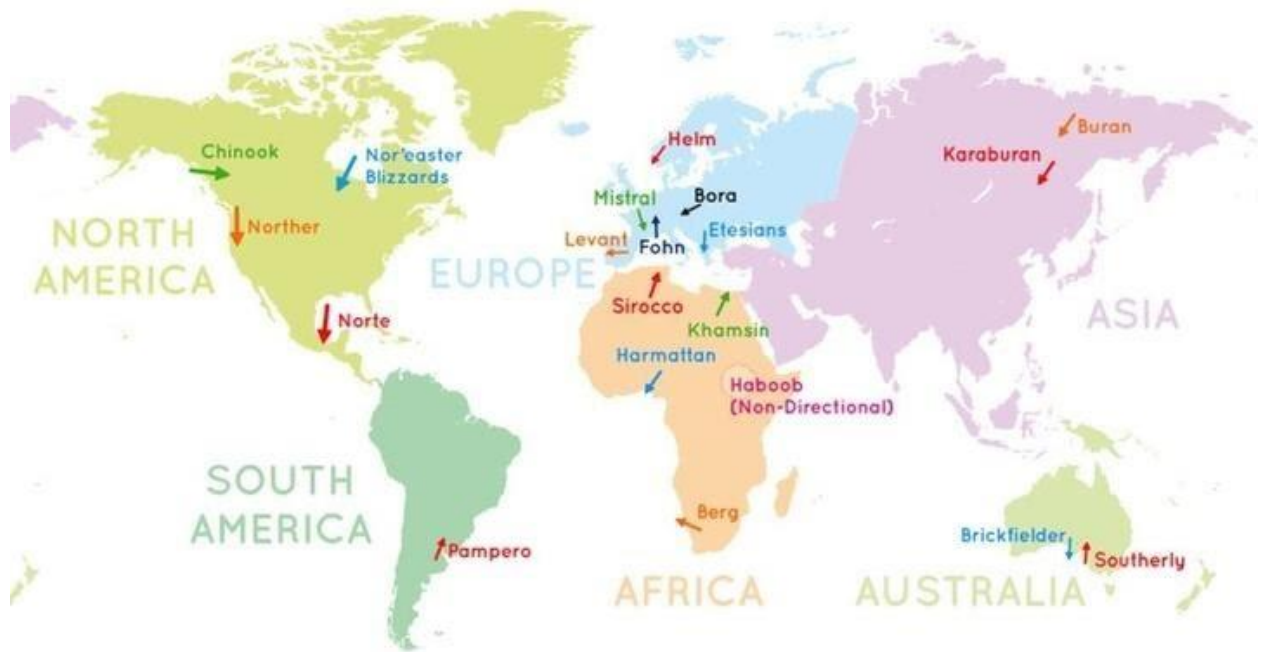 Chinook
Nor'easter
Blizzards
Norther
NORTH
AMERICA
Norte
SOUTH
AMERICA
Pampero
Helm
Mistral
Bora
Levant
Fohn
Etesians
EUROPE
Sirocco
Khamsin
Harmattan
Haboob
(Non-Directional)
Berg
AFRICA
Buran
Karaburan
ASIA
Brickfielder
Southerly
AUSTRALIA